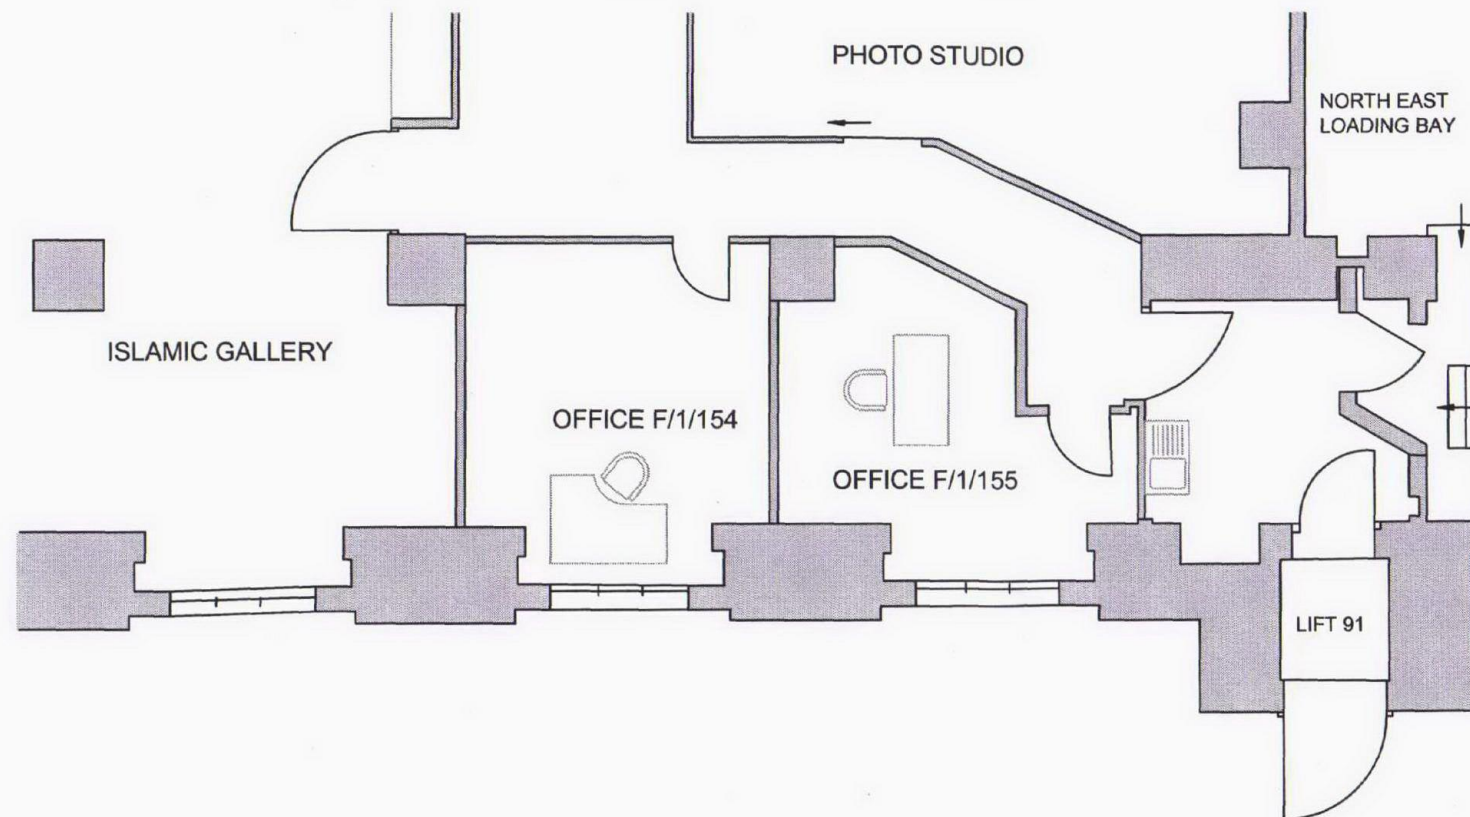 PHOTO STUDIO
NORTH EAST
LOADING BAY
ISLAMIC GALLERY
OFFICE F/1/154
OFFICE F/1/155
LIFT 91